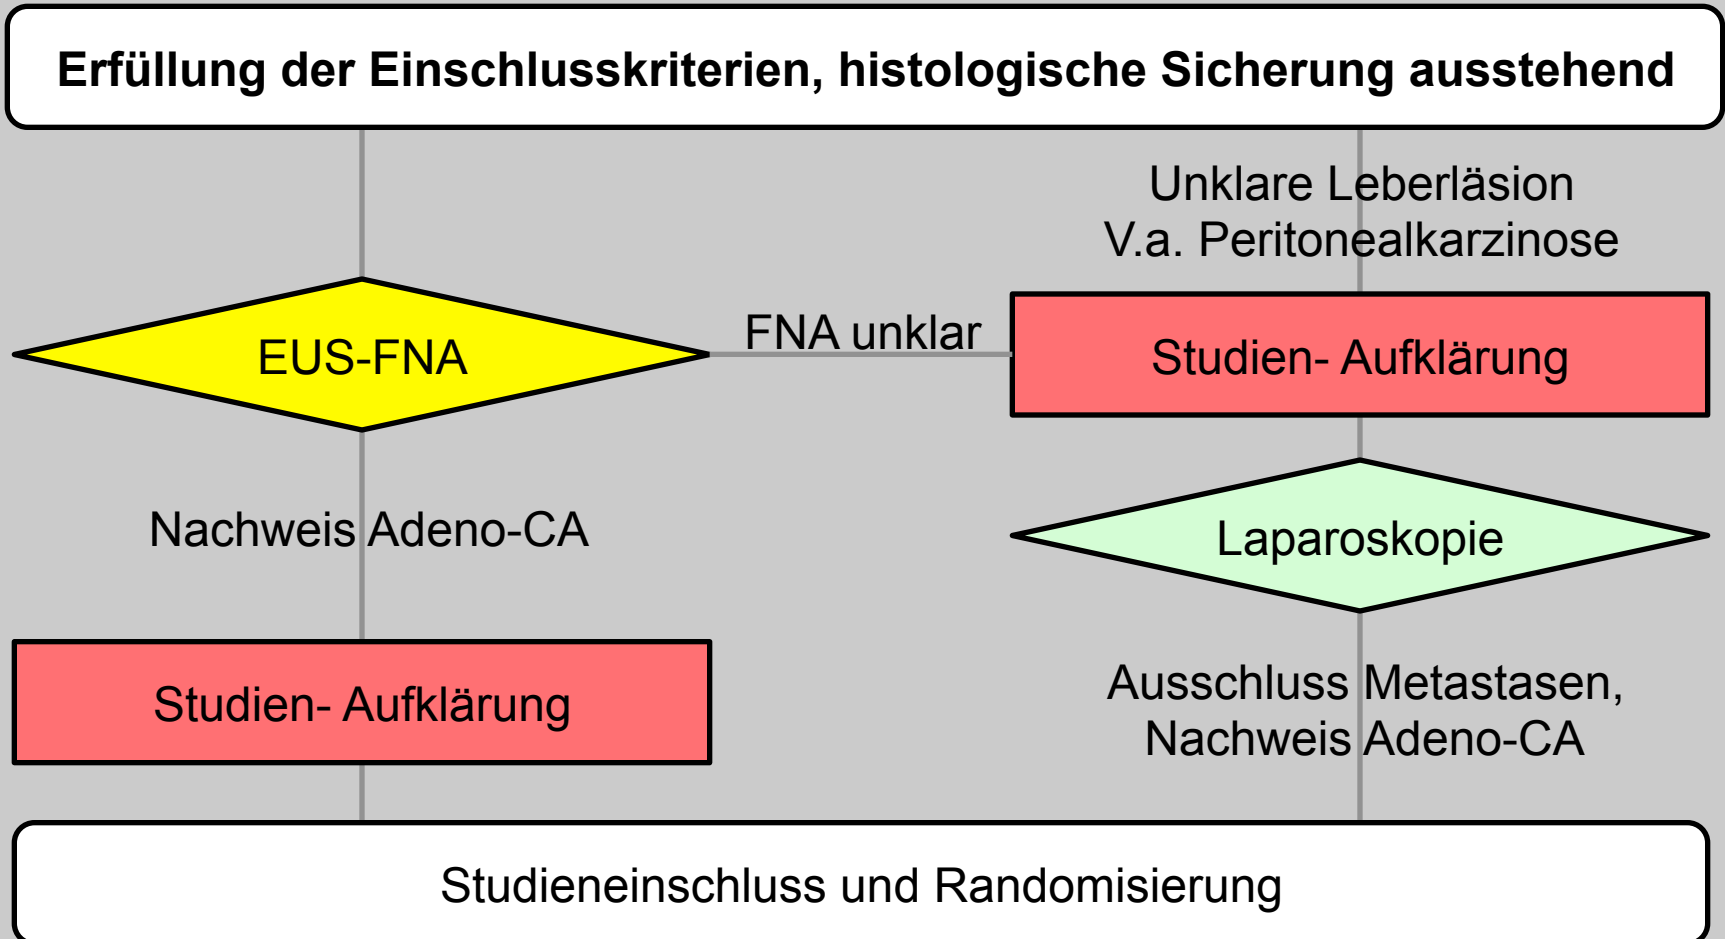 Erfüllung der Einschlusskriterien, histologische Sicherung ausstehend
Unklare Leberläsion
V.a. Peritonealkarzinose
EUS-FNA
FNA unklar
Studien- Aufklärung
Laparoskopie
Nachweis Adeno-CA
Studien- Aufklärung
Ausschluss Metastasen,
Nachweis Adeno-CA
Studieneinschluss und Randomisierung